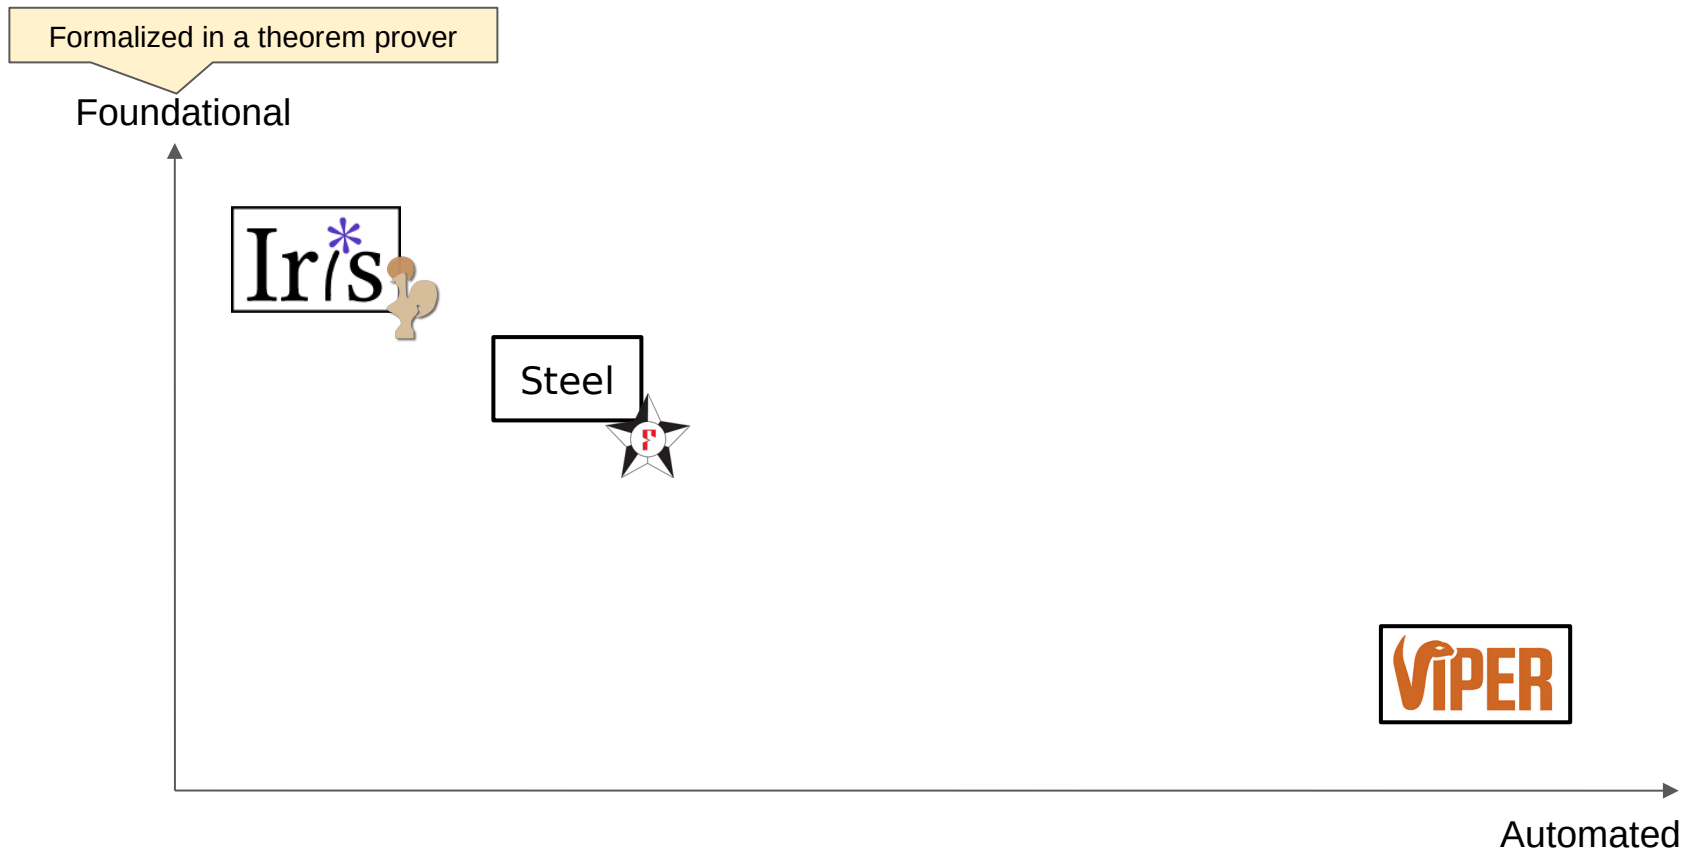 Formalized in a theorem prover
Foundational
Iris
Steel
F
VIPER
Automated